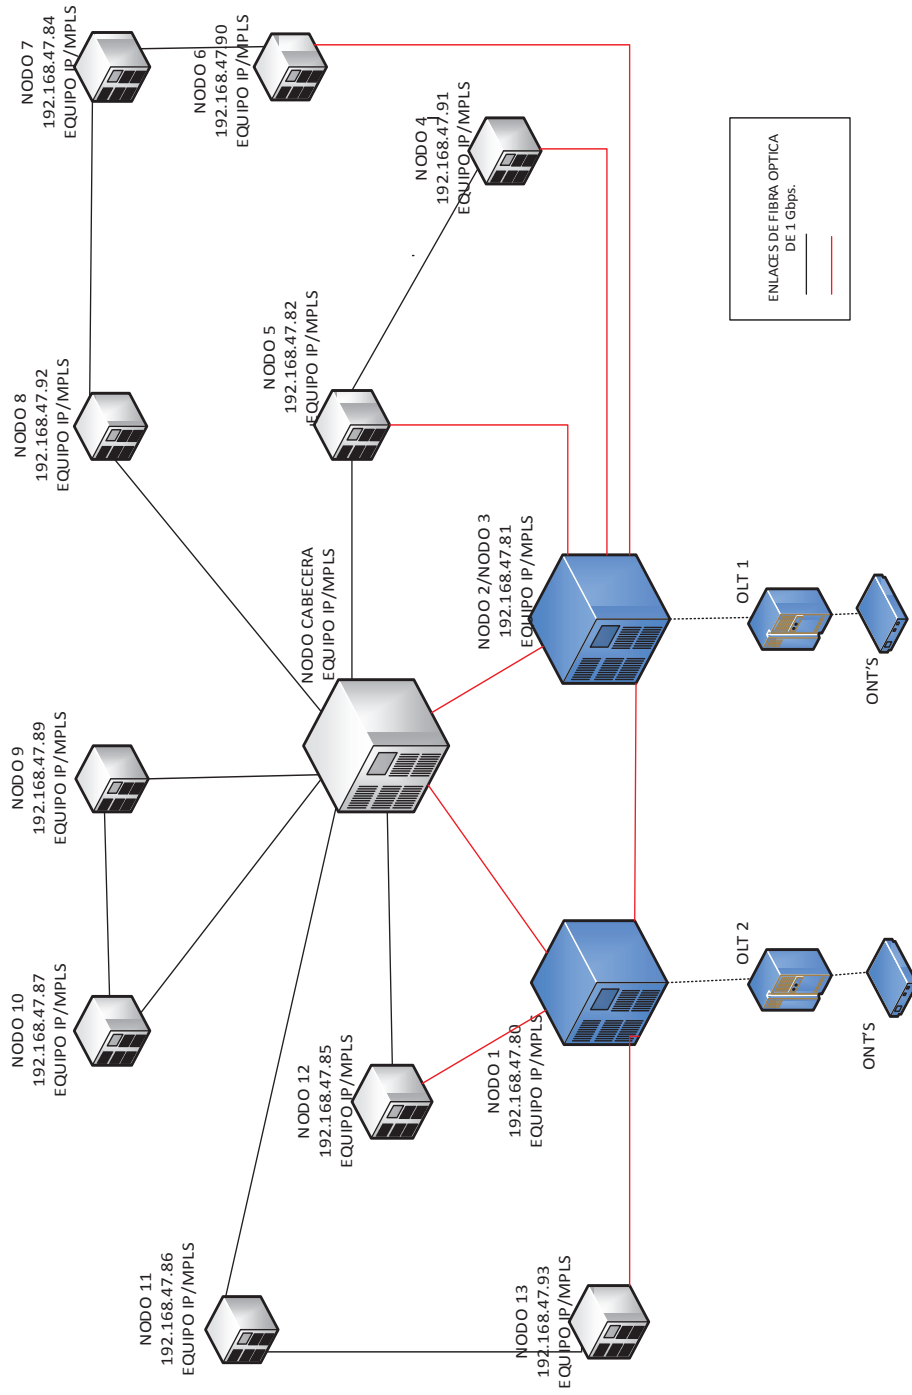 NODO 11
192.168.47.86
EQUIPO IP/MPLS
NODO 10
192.168.47.87
EQUIPO IP/MPLS
NODO 9
192.168.47.89
EQUIPO IP/MPLS
NODO 8
192.168.47.92
EQUIPO IP/MPLS
NODO 7
192.168.47.84
EQUIPO IP/MPLS
NODO 6
192.168.47.90
EQUIPO IP/MPLS
NODO 12
192.168.47.85
EQUIPO IP/MPLS
NODO CABECERA
EQUIPO IP/MPLS
NODO 5
192.168.47.82
EQUIPO IP/MPLS
NODO 4
192.168.47.91
EQUIPO IP/MPLS
NODO 13
192.168.47.93
EQUIPO IP/MPLS
NODO 1
192.168.47.80
EQUIPO IP/MPLS
NODO 2/NODO 3
192.168.47.81
EQUIPO IP/MPLS
OLT 2
OLT 1
ONT'S
ONT'S
ENLACES DE FIBRA OPTICA
DE 1 Gbps.